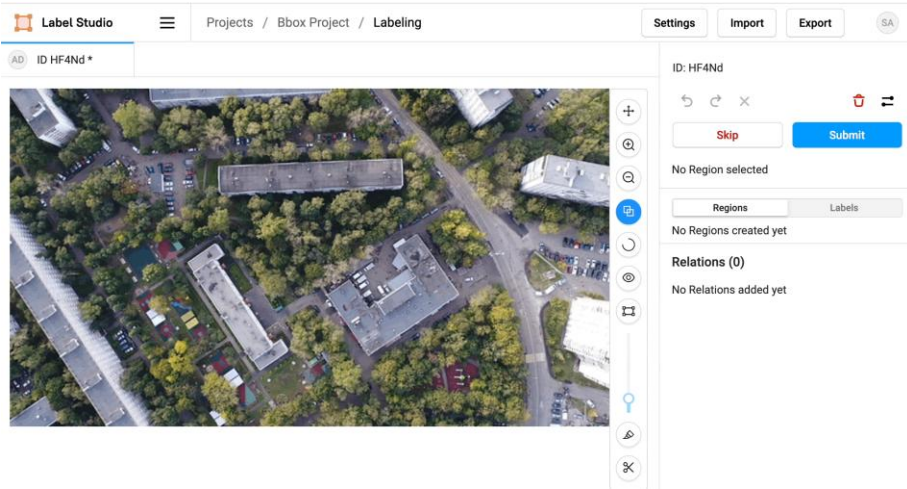 Label Studio
Projects / Bbox Project / Labeling
Settings
Import
Export
SA
AD
ID HF4Nd *
ID: HF4Nd
Skip
Submit
No Region selected
Regions
Labels
No Regions created yet
Relations (0)
No Relations added yet